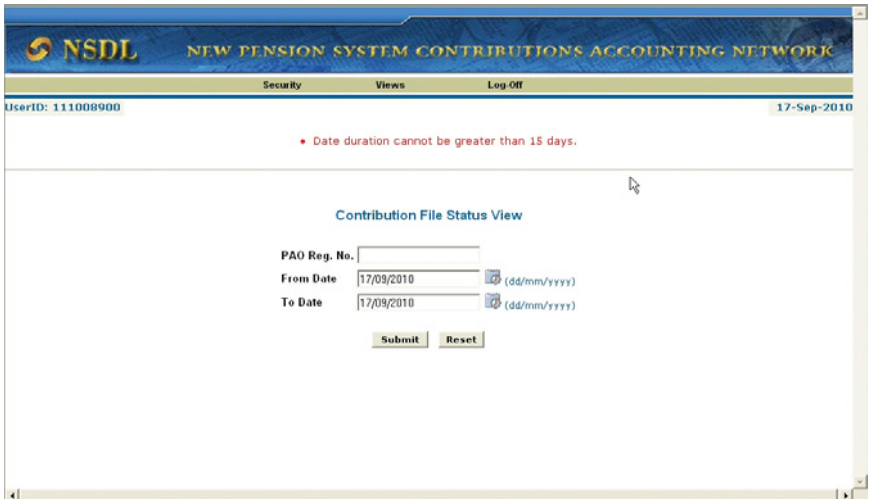 NSDL NEW PENSION SYSTEM CONTRIBUTIONS ACCOUNTING NETWORK
Security Views Log-Off
UserID: 111008900 17-Sep-2010
• Date duration cannot be greater than 15 days.
Contribution File Status View
PAO Reg. No.
From Date 17/09/2010 (dd/mm/yyyy)
To Date 17/09/2010 (dd/mm/yyyy)
Submit Reset